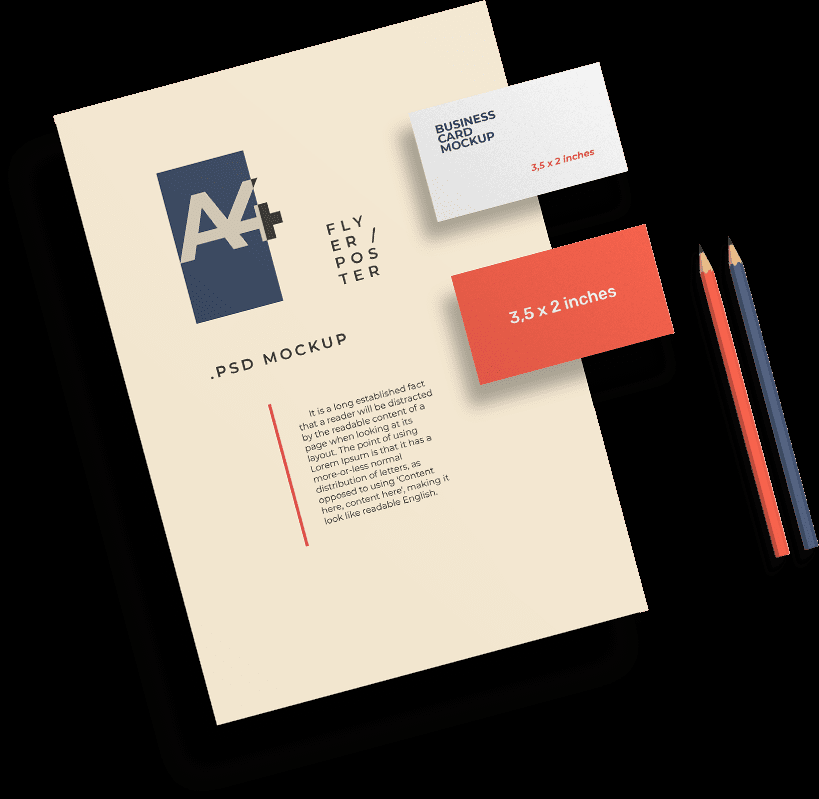 A4+
FLY
ER /
POS
TER
.PSD MOCKUP
It is a long established fact
that a reader will be distracted
by the readable content of a
page when looking at its
layout. The point of using
Lorem Ipsum is that it has a
more-or-less normal
distribution of letters, as
opposed to using 'Content
here, content here', making it
look like readable English.
BUSINESS
CARD
MOCKUP
3,5 x 2 inches
3,5 x 2 inches